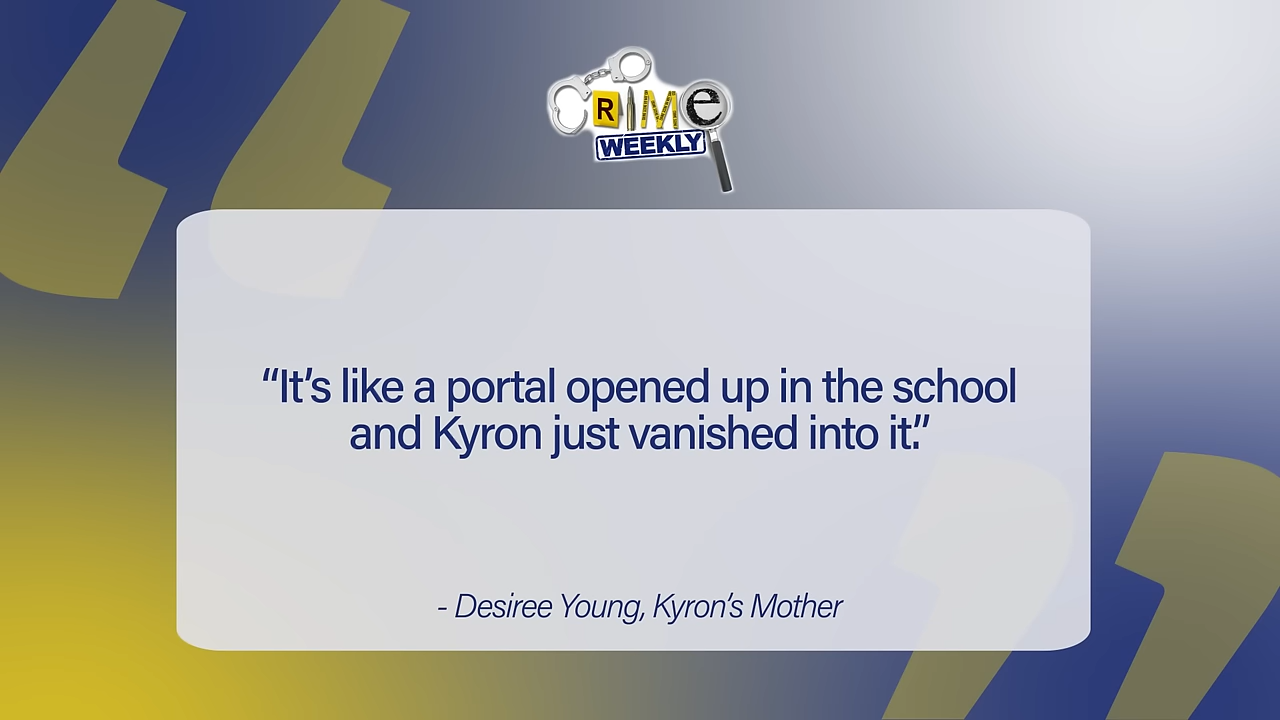 CRIMe
WEEKLY
“It’s like a portal opened up in the school
and Kyron just vanished into it.”
- Desiree Young, Kyron’s Mother